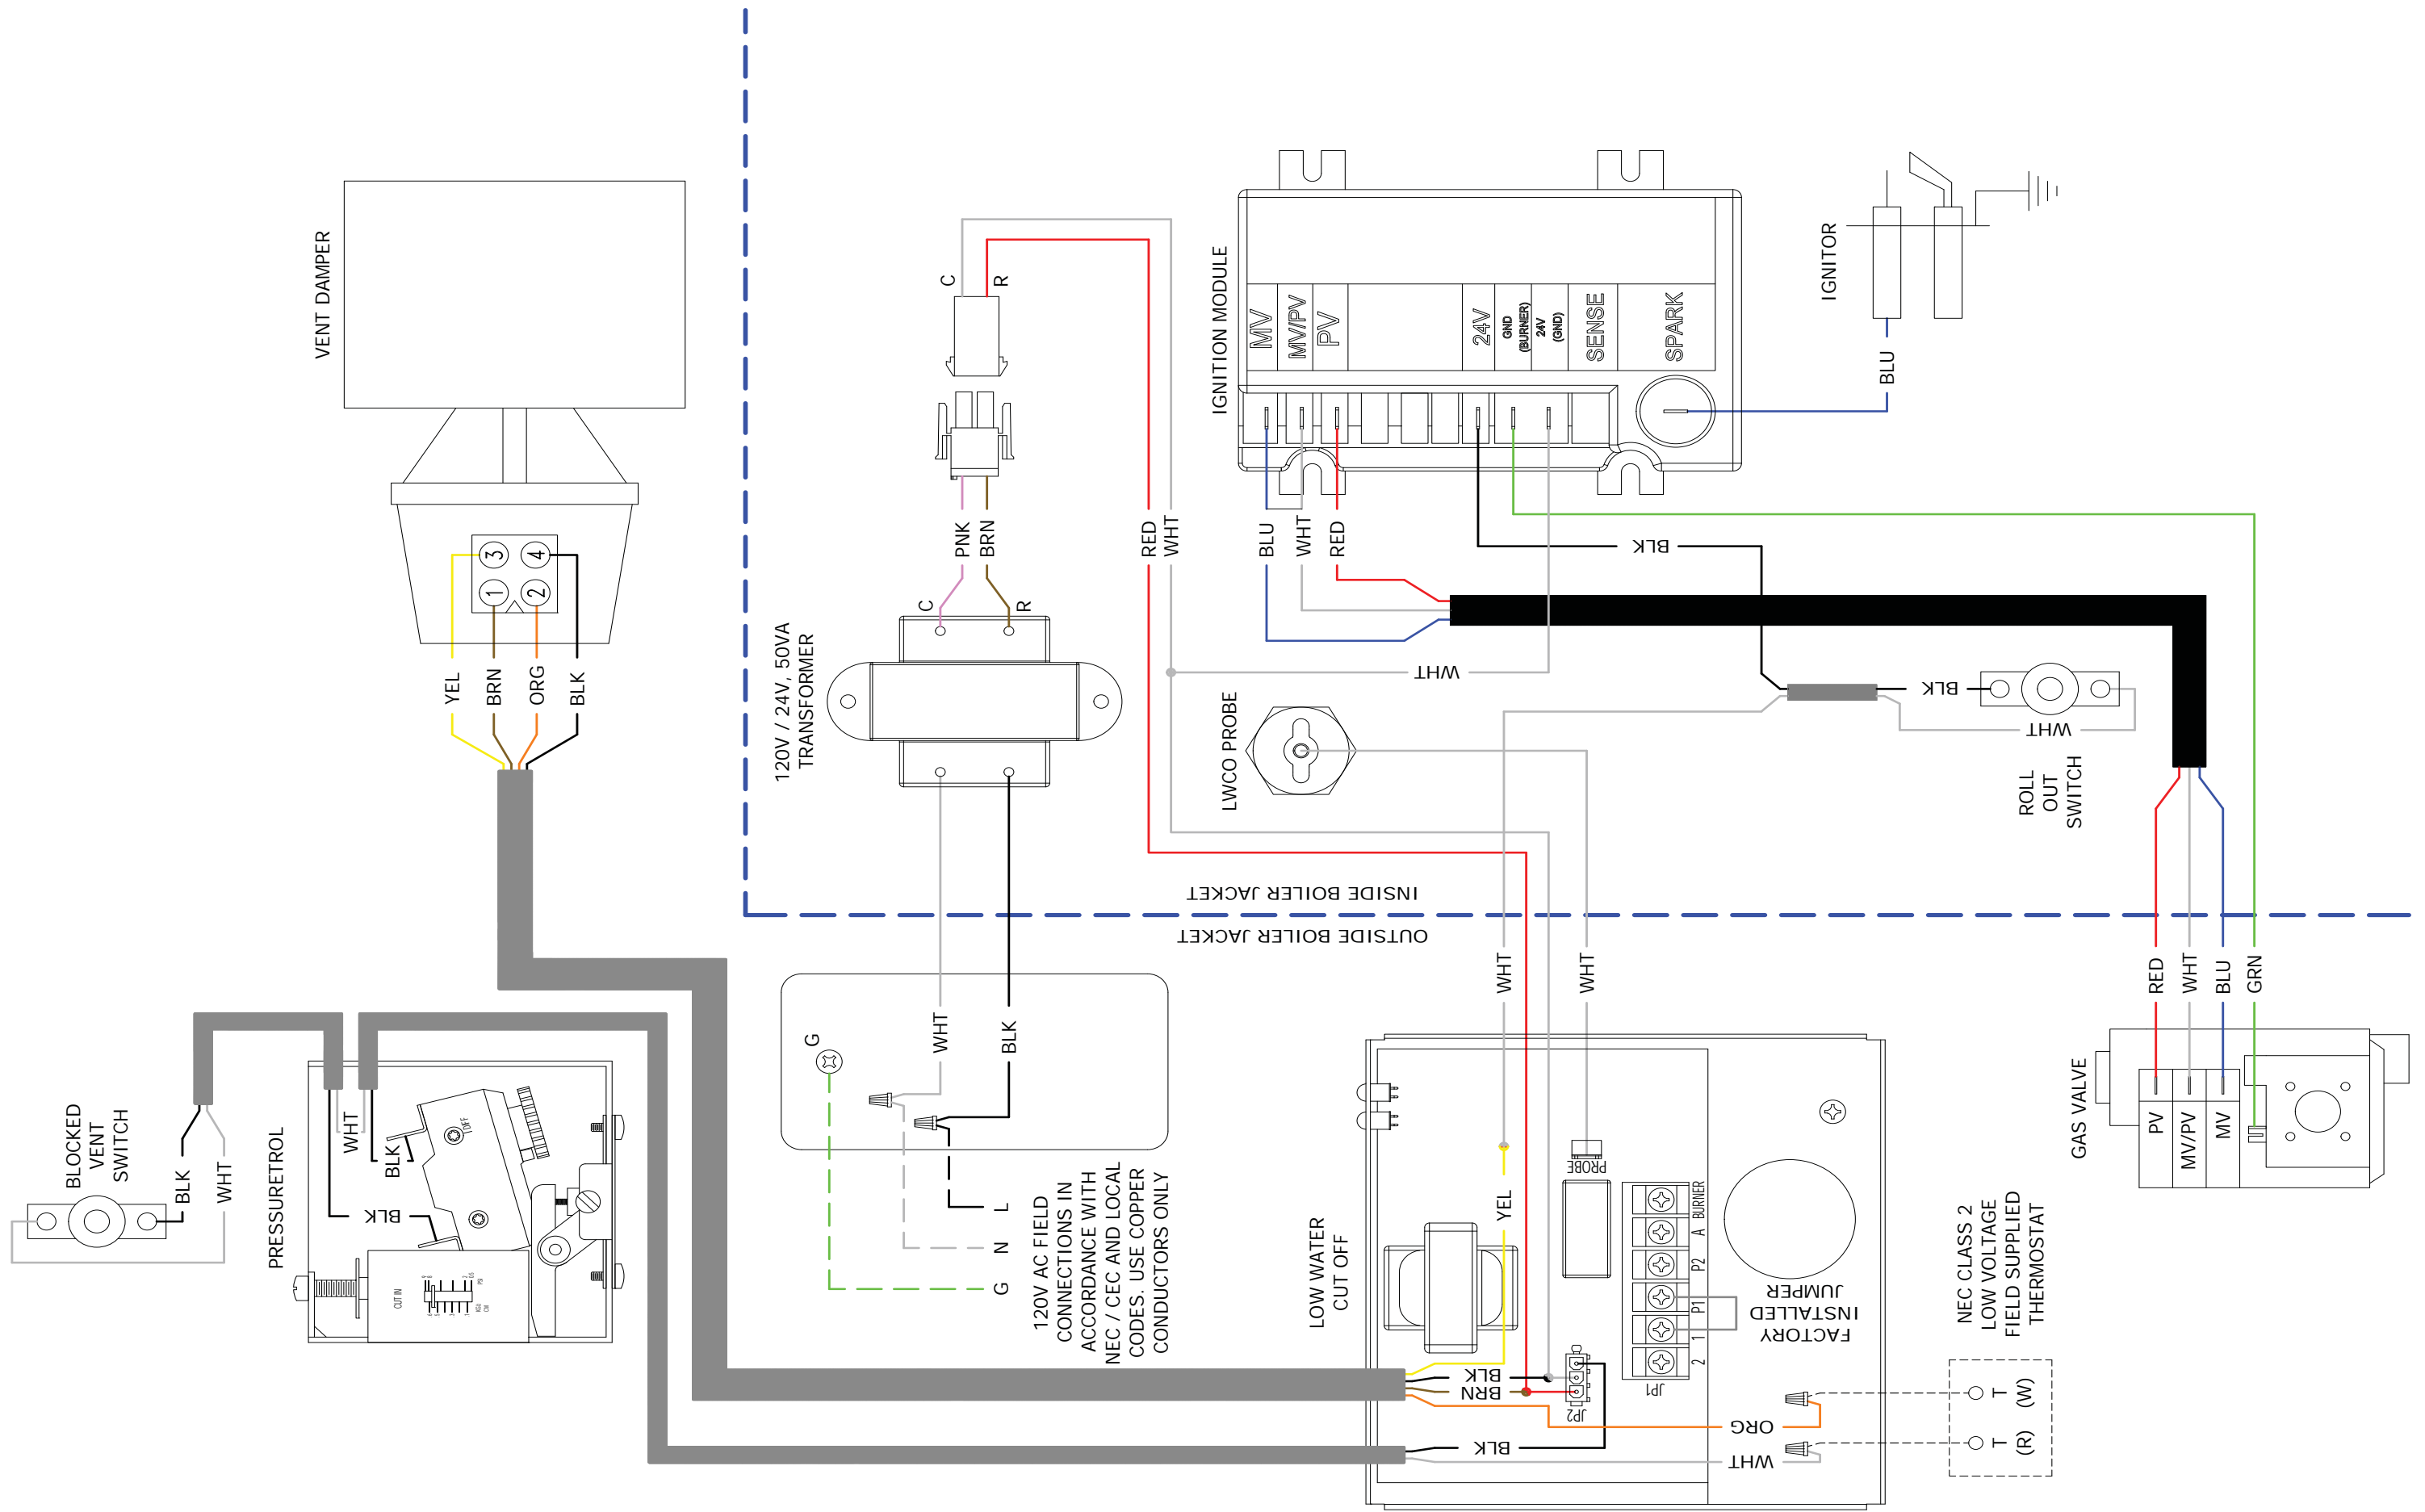 VENT DAMPER
3
4
1
2
YEL
BRN
ORG
BLK
BLOCKED
VENT
SWITCH
BLK
WHT
PRESSURETROL
WHT
BLK
BLK
OFF
CUT IN
PSI
C
R
PNK
BRN
C
R
120V / 24V, 50VA
TRANSFORMER
RED
WHT
IGNITION MODULE
MV
MV/PV
PV
24V
GND
(BURNER)
24V
(GND)
SENSE
SPARK
BLU
WHT
RED
BLK
WHT
IGNITOR
BLU
LWCO PROBE
BLK
WHT
ROLL
OUT
SWITCH
INSIDE BOILER JACKET
OUTSIDE BOILER JACKET
G
WHT
BLK
L
N
G
120V AC FIELD
CONNECTIONS IN
ACCORDANCE WITH
NEC / CEC AND LOCAL
CODES. USE COPPER
CONDUCTORS ONLY
WHT
WHT
YEL
LOW WATER
CUT OFF
PROBE
BURNER
A
P2
P1
1
2
JP1
JP2
FACTORY
INSTALLED
JUMPER
BLK
BRN
ORG
BLK
WHT
NEC CLASS 2
LOW VOLTAGE
FIELD SUPPLIED
THERMOSTAT
T
(W)
T
(R)
RED
WHT
BLU
GRN
GAS VALVE
PV
MV/PV
MV